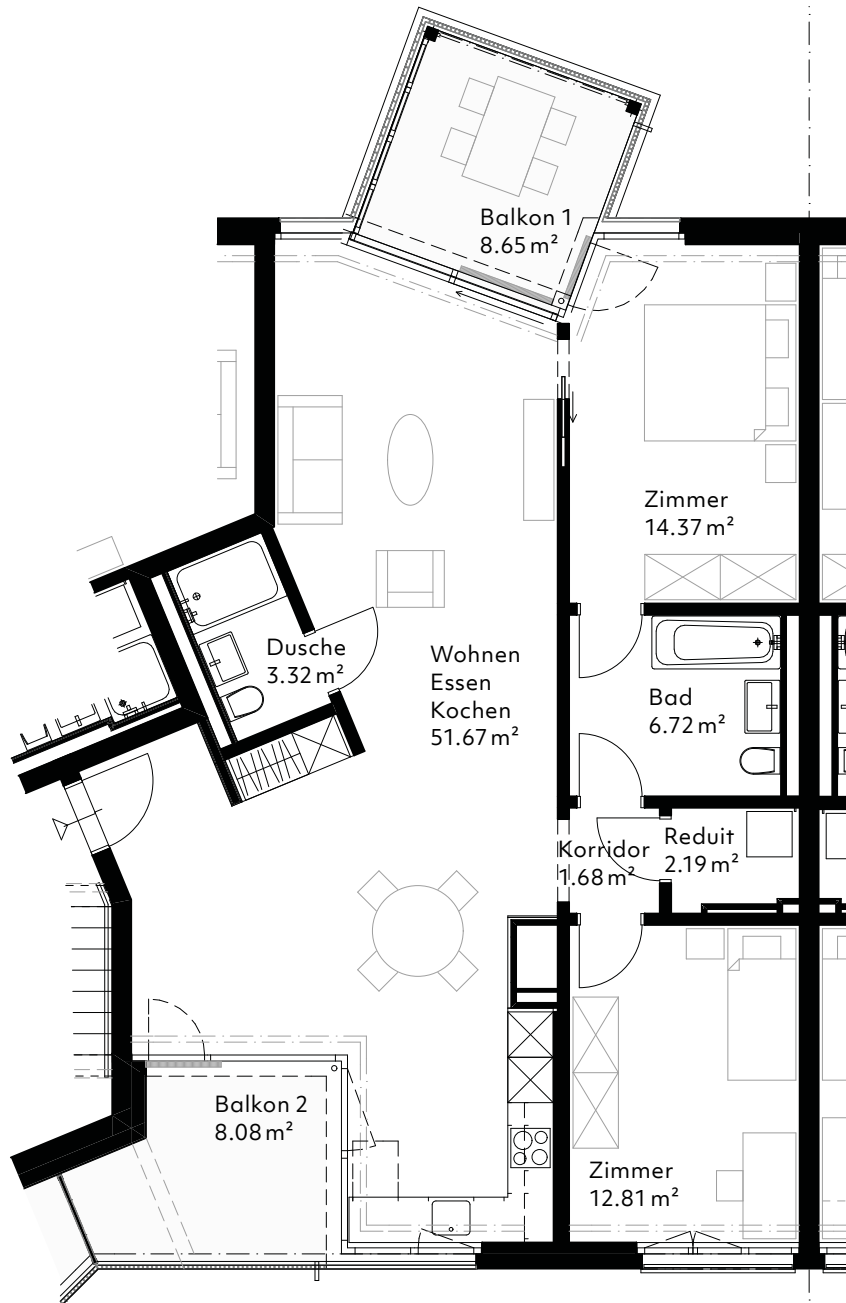 Balkon 1
8.65 m²
Zimmer
14.37 m²
Dusche
3.32 m²
Wohnen
Essen
Kochen
51.67 m²
Bad
6.72 m²
Korridor
1.68 m²
Reduit
2.19 m²
Balkon 2
8.08 m²
Zimmer
12.81 m²